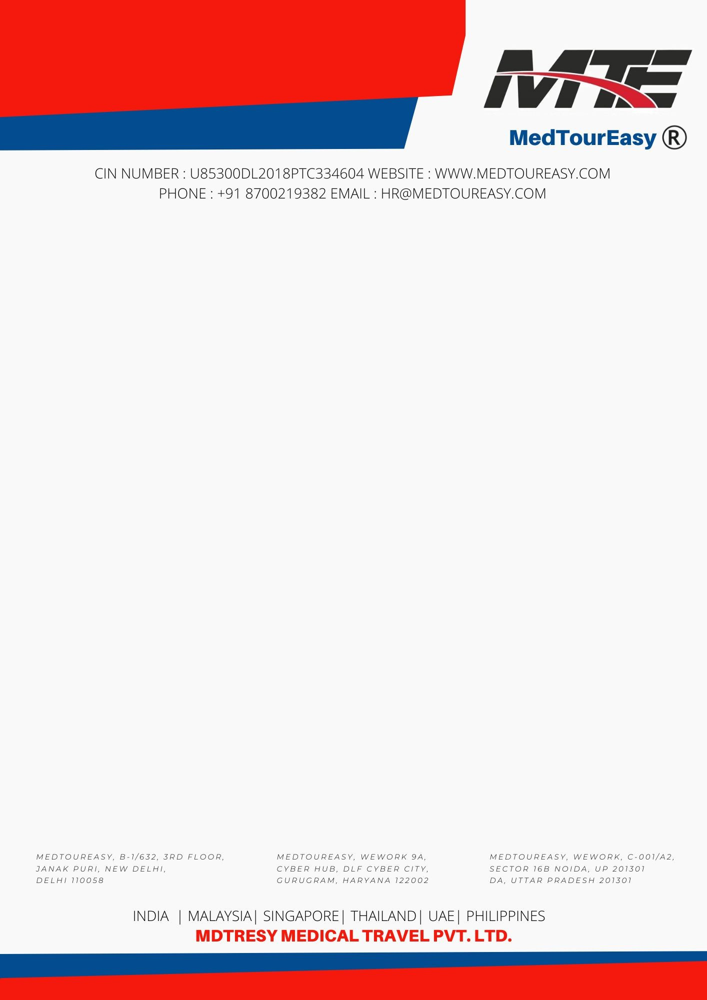 MTE
MedTourEasy ®
CIN NUMBER : U85300DL2018PTC334604 WEBSITE : WWW.MEDTOUREASY.COM
PHONE : +91 8700219382 EMAIL : HR@MEDTOUREASY.COM
MEDTOUREASY, B-1/632, 3RD FLOOR,
JANAK PURI, NEW DELHI,
DELHI 110058
MEDTOUREASY, WEWORK 9A,
CYBER HUB, DLF CYBER CITY,
GURUGRAM, HARYANA 122002
MEDTOUREASY, WEWORK, C-001/A2,
SECTOR 16B NOIDA, UP 201301
DA, UTTAR PRADESH 201301
INDIA | MALAYSIA| SINGAPORE| THAILAND| UAE| PHILIPPINES
MDTRESY MEDICAL TRAVEL PVT. LTD.